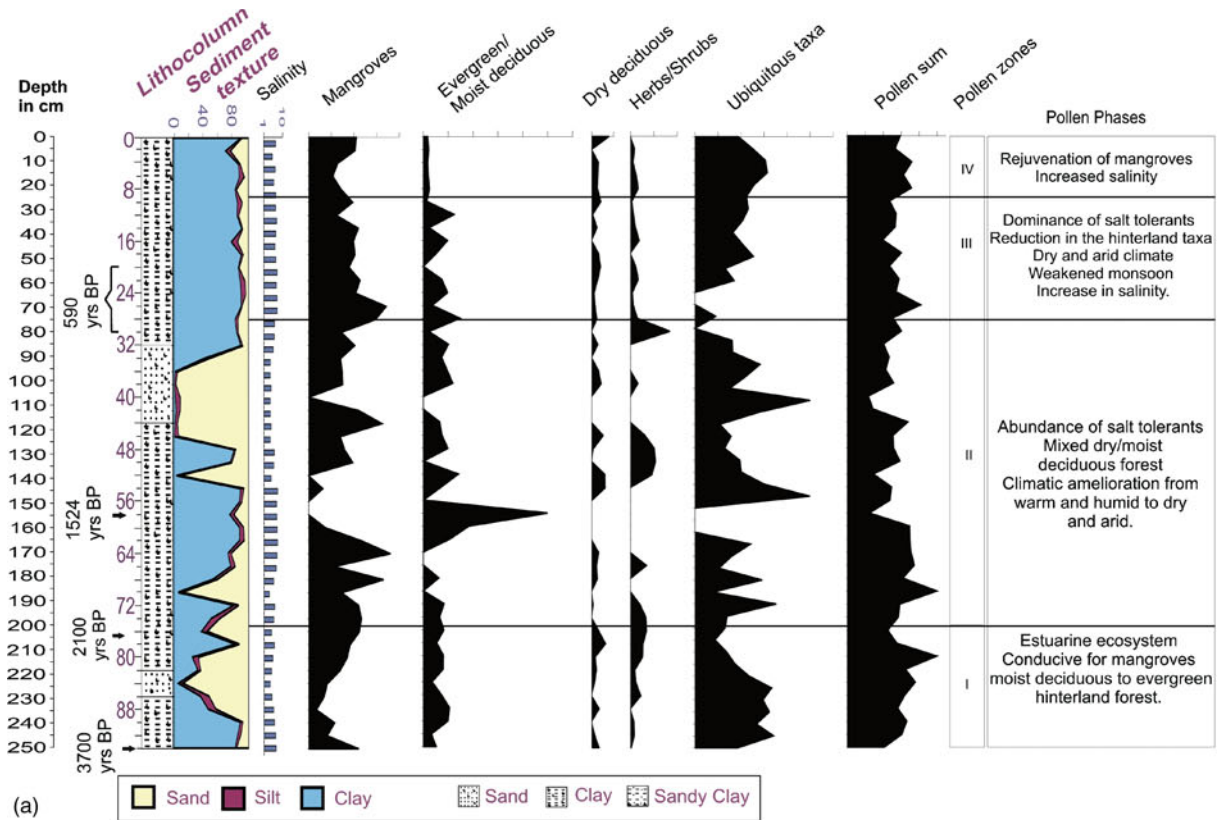 Depth
in cm
Lithocolumn
Sediment
texture
Salinity
Mangroves
Evergreen/
Moist deciduous
Dry deciduous
Herbs/Shrubs
Ubiquitous taxa
Pollen sum
Pollen zones
Pollen Phases
0
40
80
1
10
0
5
10
20
30
40
50
60
70
80
90
100
110
120
130
140
150
160
170
180
190
200
210
220
230
240
250
590
yrs BP
1524
yrs BP
2100
yrs BP
3700
yrs BP
0
8
16
24
32
40
48
56
64
72
80
88
IV
Rejuvenation of mangroves
Increased salinity
III
Dominance of salt tolerants
Reduction in the hinterland taxa
Dry and arid climate
Weakened monsoon
Increase in salinity.
II
Abundance of salt tolerants
Mixed dry/moist
deciduous forest
Climatic amelioration from
warm and humid to dry
and arid.
I
Estuarine ecosystem
Conducive for mangroves
moist deciduous to evergreen
hinterland forest.
(a)
Sand Silt Clay Sand Clay Sandy Clay